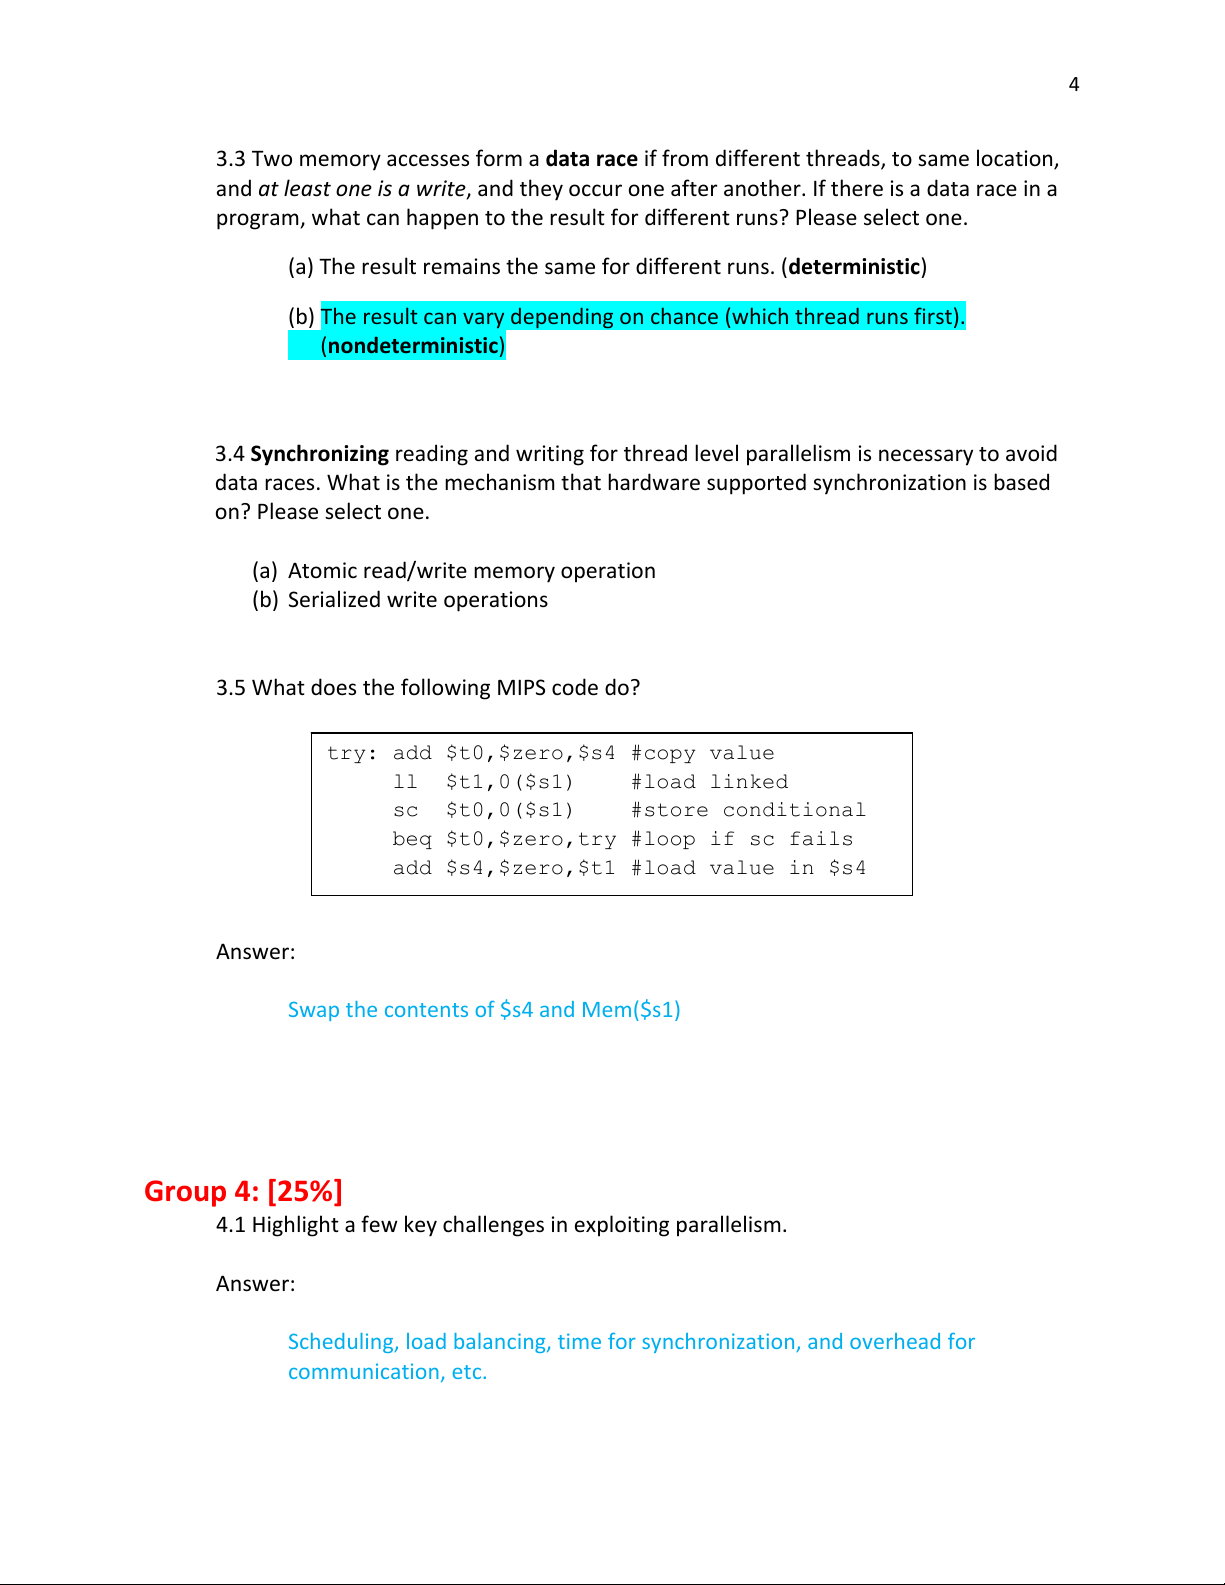 4
3.3 Two memory accesses form a data race if from different threads, to same location,
and at least one is a write, and they occur one after another. If there is a data race in a
program, what can happen to the result for different runs? Please select one.
(a) The result remains the same for different runs. (deterministic)
(b) The result can vary depending on chance (which thread runs first).
(nondeterministic)
3.4 Synchronizing reading and writing for thread level parallelism is necessary to avoid
data races. What is the mechanism that hardware supported synchronization is based
on? Please select one.
(a) Atomic read/write memory operation
(b) Serialized write operations
3.5 What does the following MIPS code do?
try: add $t0,$zero,$s4 #copy value
ll $t1,0($s1) #load linked
sc $t0,0($s1) #store conditional
beq $t0,$zero,try #loop if sc fails
add $s4,$zero,$t1 #load value in $s4
Answer:
Swap the contents of $s4 and Mem($s1)
Group 4: [25%]
4.1 Highlight a few key challenges in exploiting parallelism.
Answer:
Scheduling, load balancing, time for synchronization, and overhead for
communication, etc.